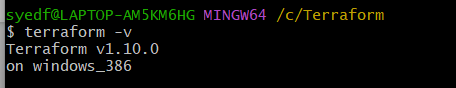 syedf@LAPTOP-AM5KM6HG MINGW64 /c/Terraform
$ terraform -v
Terraform v1.10.0
on windows_386